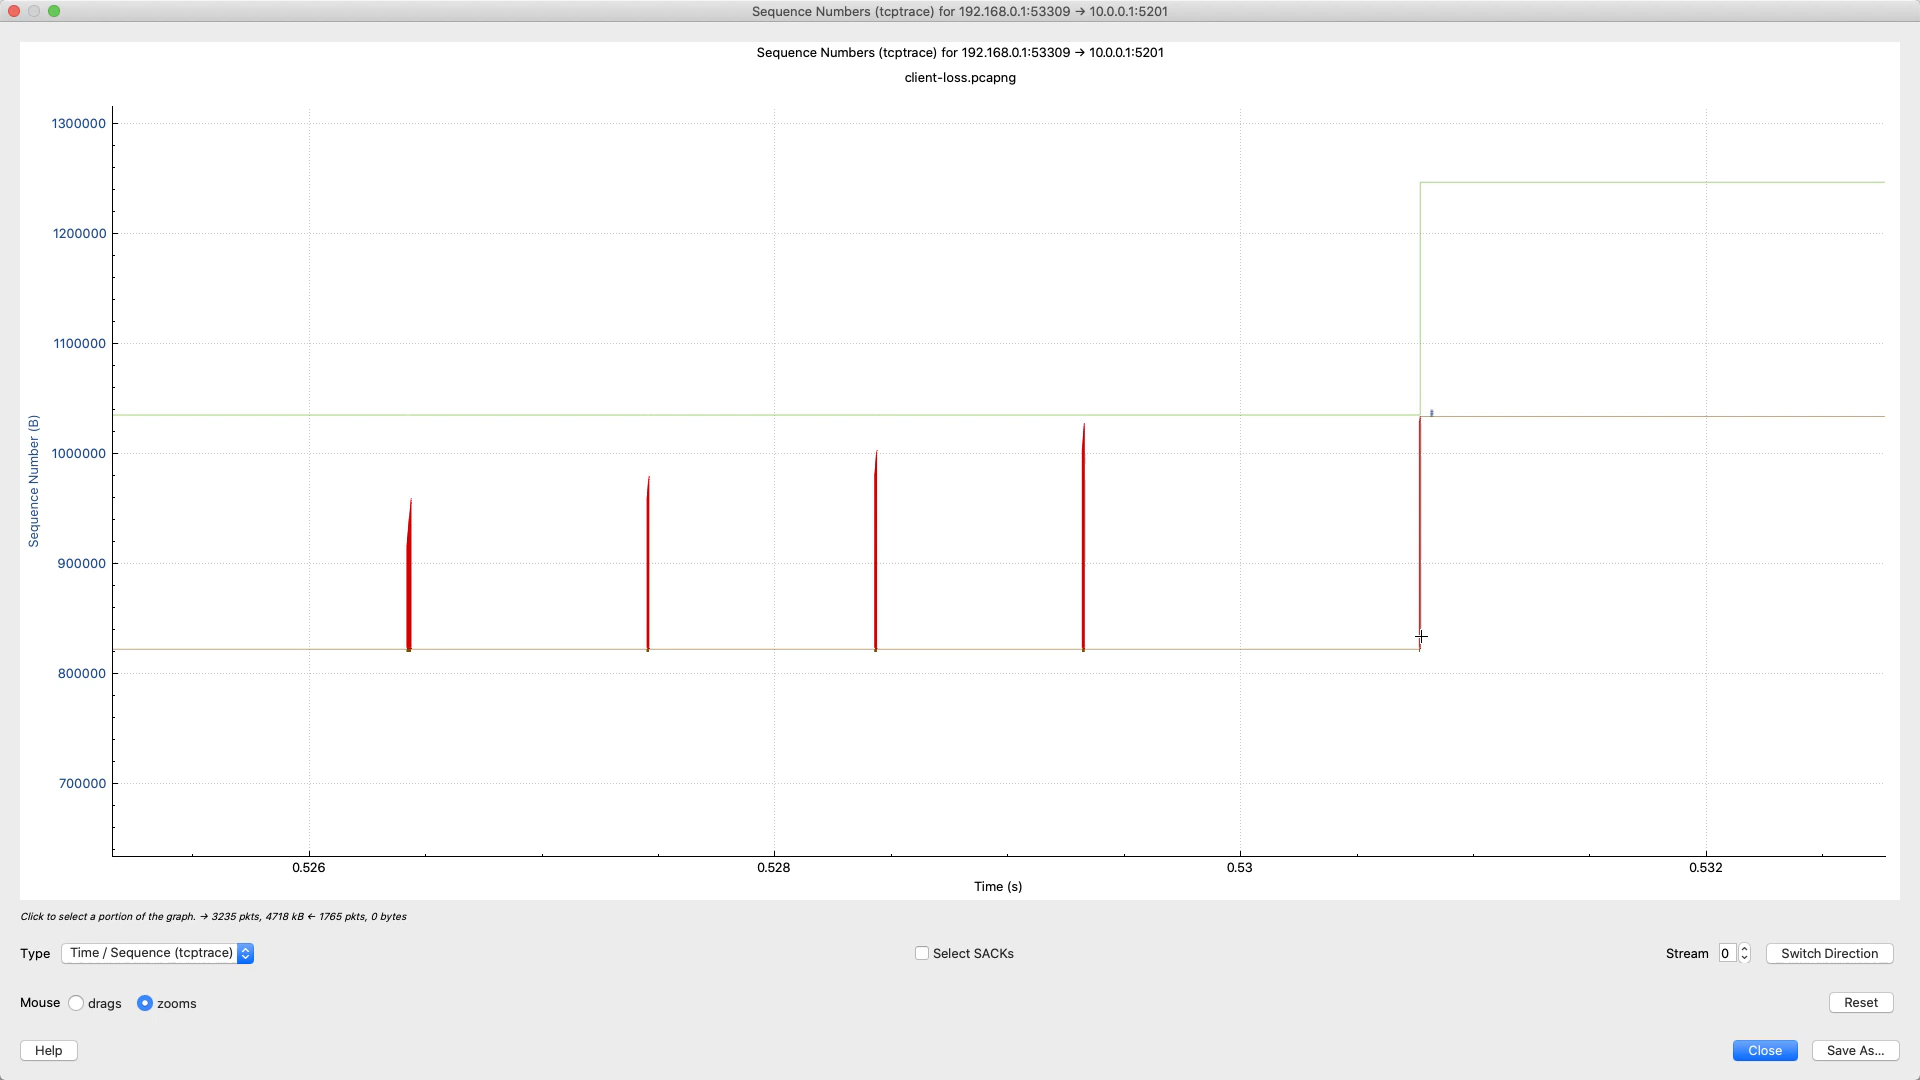 Sequence Numbers (tcptrace) for 192.168.0.1:53309 → 10.0.0.1:5201
Sequence Numbers (tcptrace) for 192.168.0.1:53309 → 10.0.0.1:5201
client-loss.pcapng
1300000
1200000
1100000
1000000
900000
800000
700000
Sequence Number (B)
0.526 0.528 0.53 0.532
Time (s)
Click to select a portion of the graph. → 3235 pkts, 4718 kB ← 1765 pkts, 0 bytes
Type Time / Sequence (tcptrace) Select SACKs Stream 0 Switch Direction
Mouse drags zooms Reset
Help Close Save As...